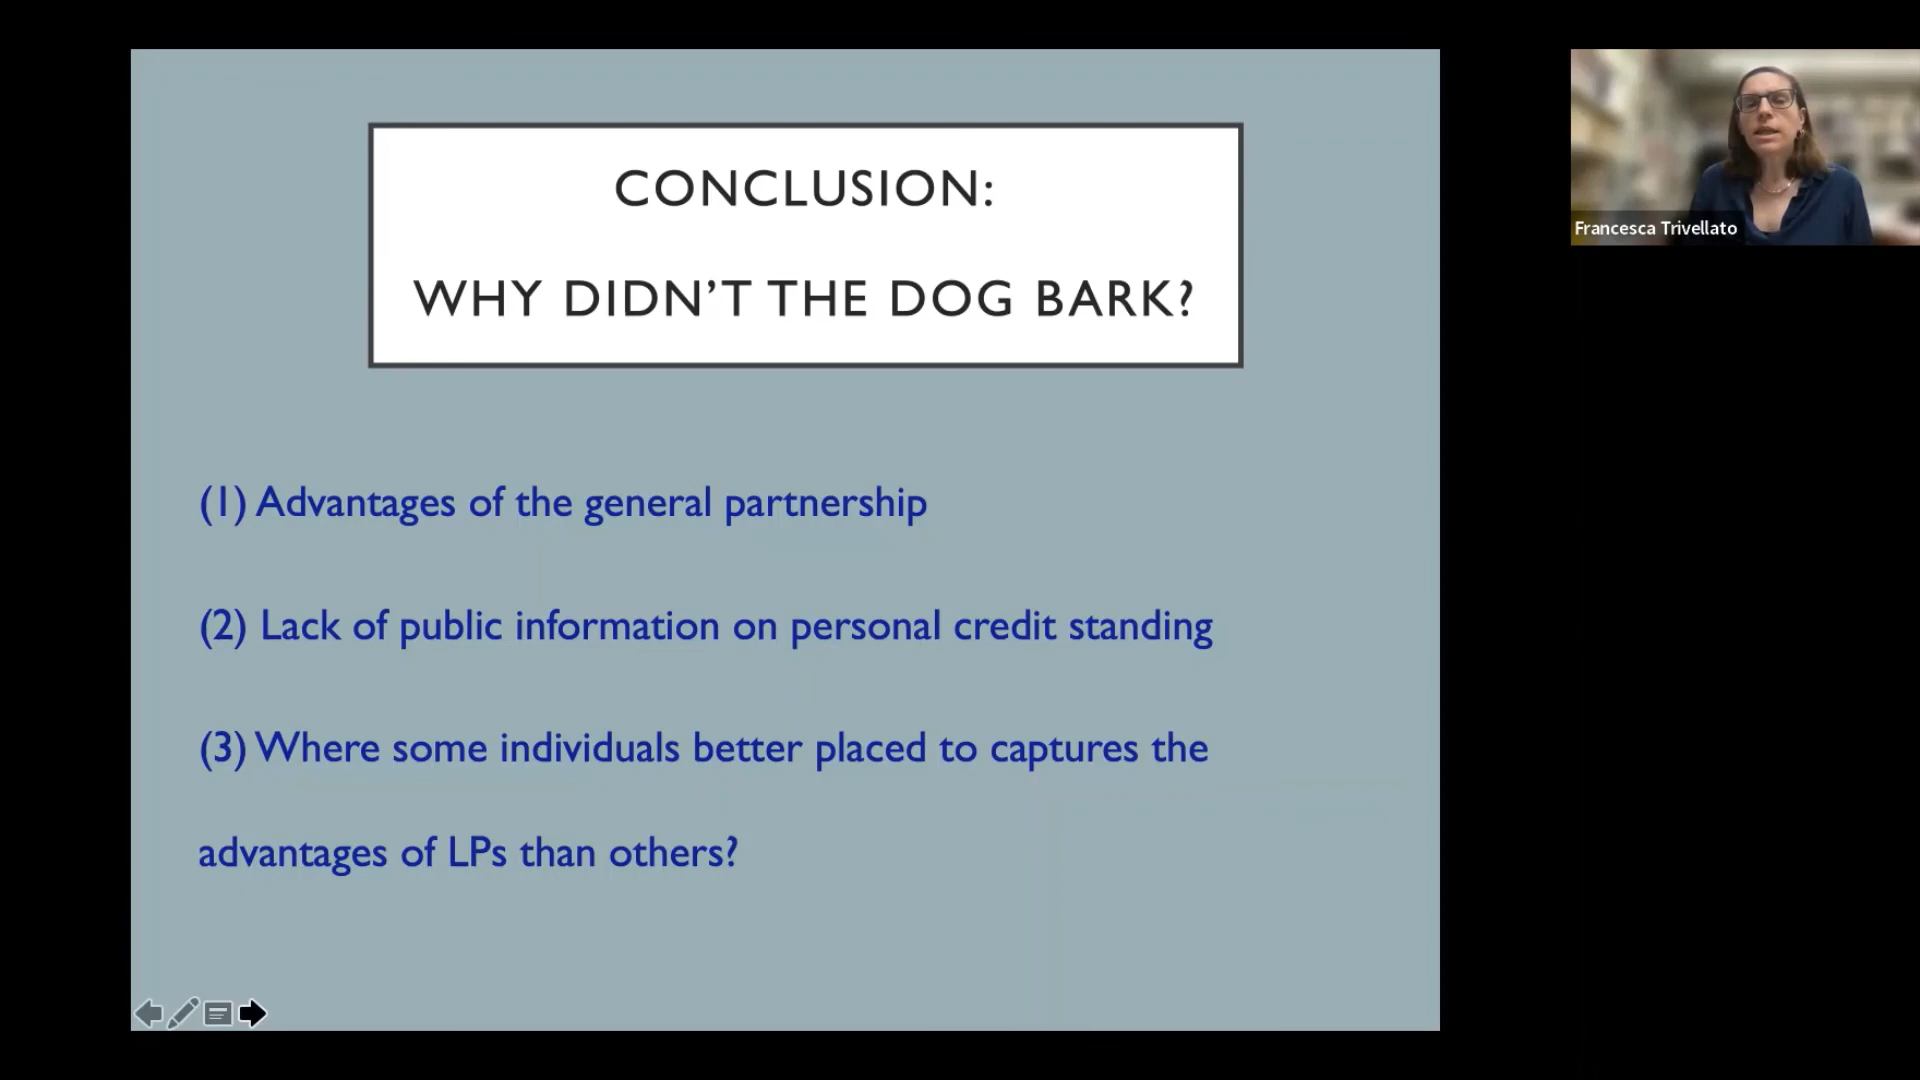 CONCLUSION:
WHY DIDN’T THE DOG BARK?
Francesca Trivellato
(1) Advantages of the general partnership
(2) Lack of public information on personal credit standing
(3) Where some individuals better placed to captures the
advantages of LPs than others?